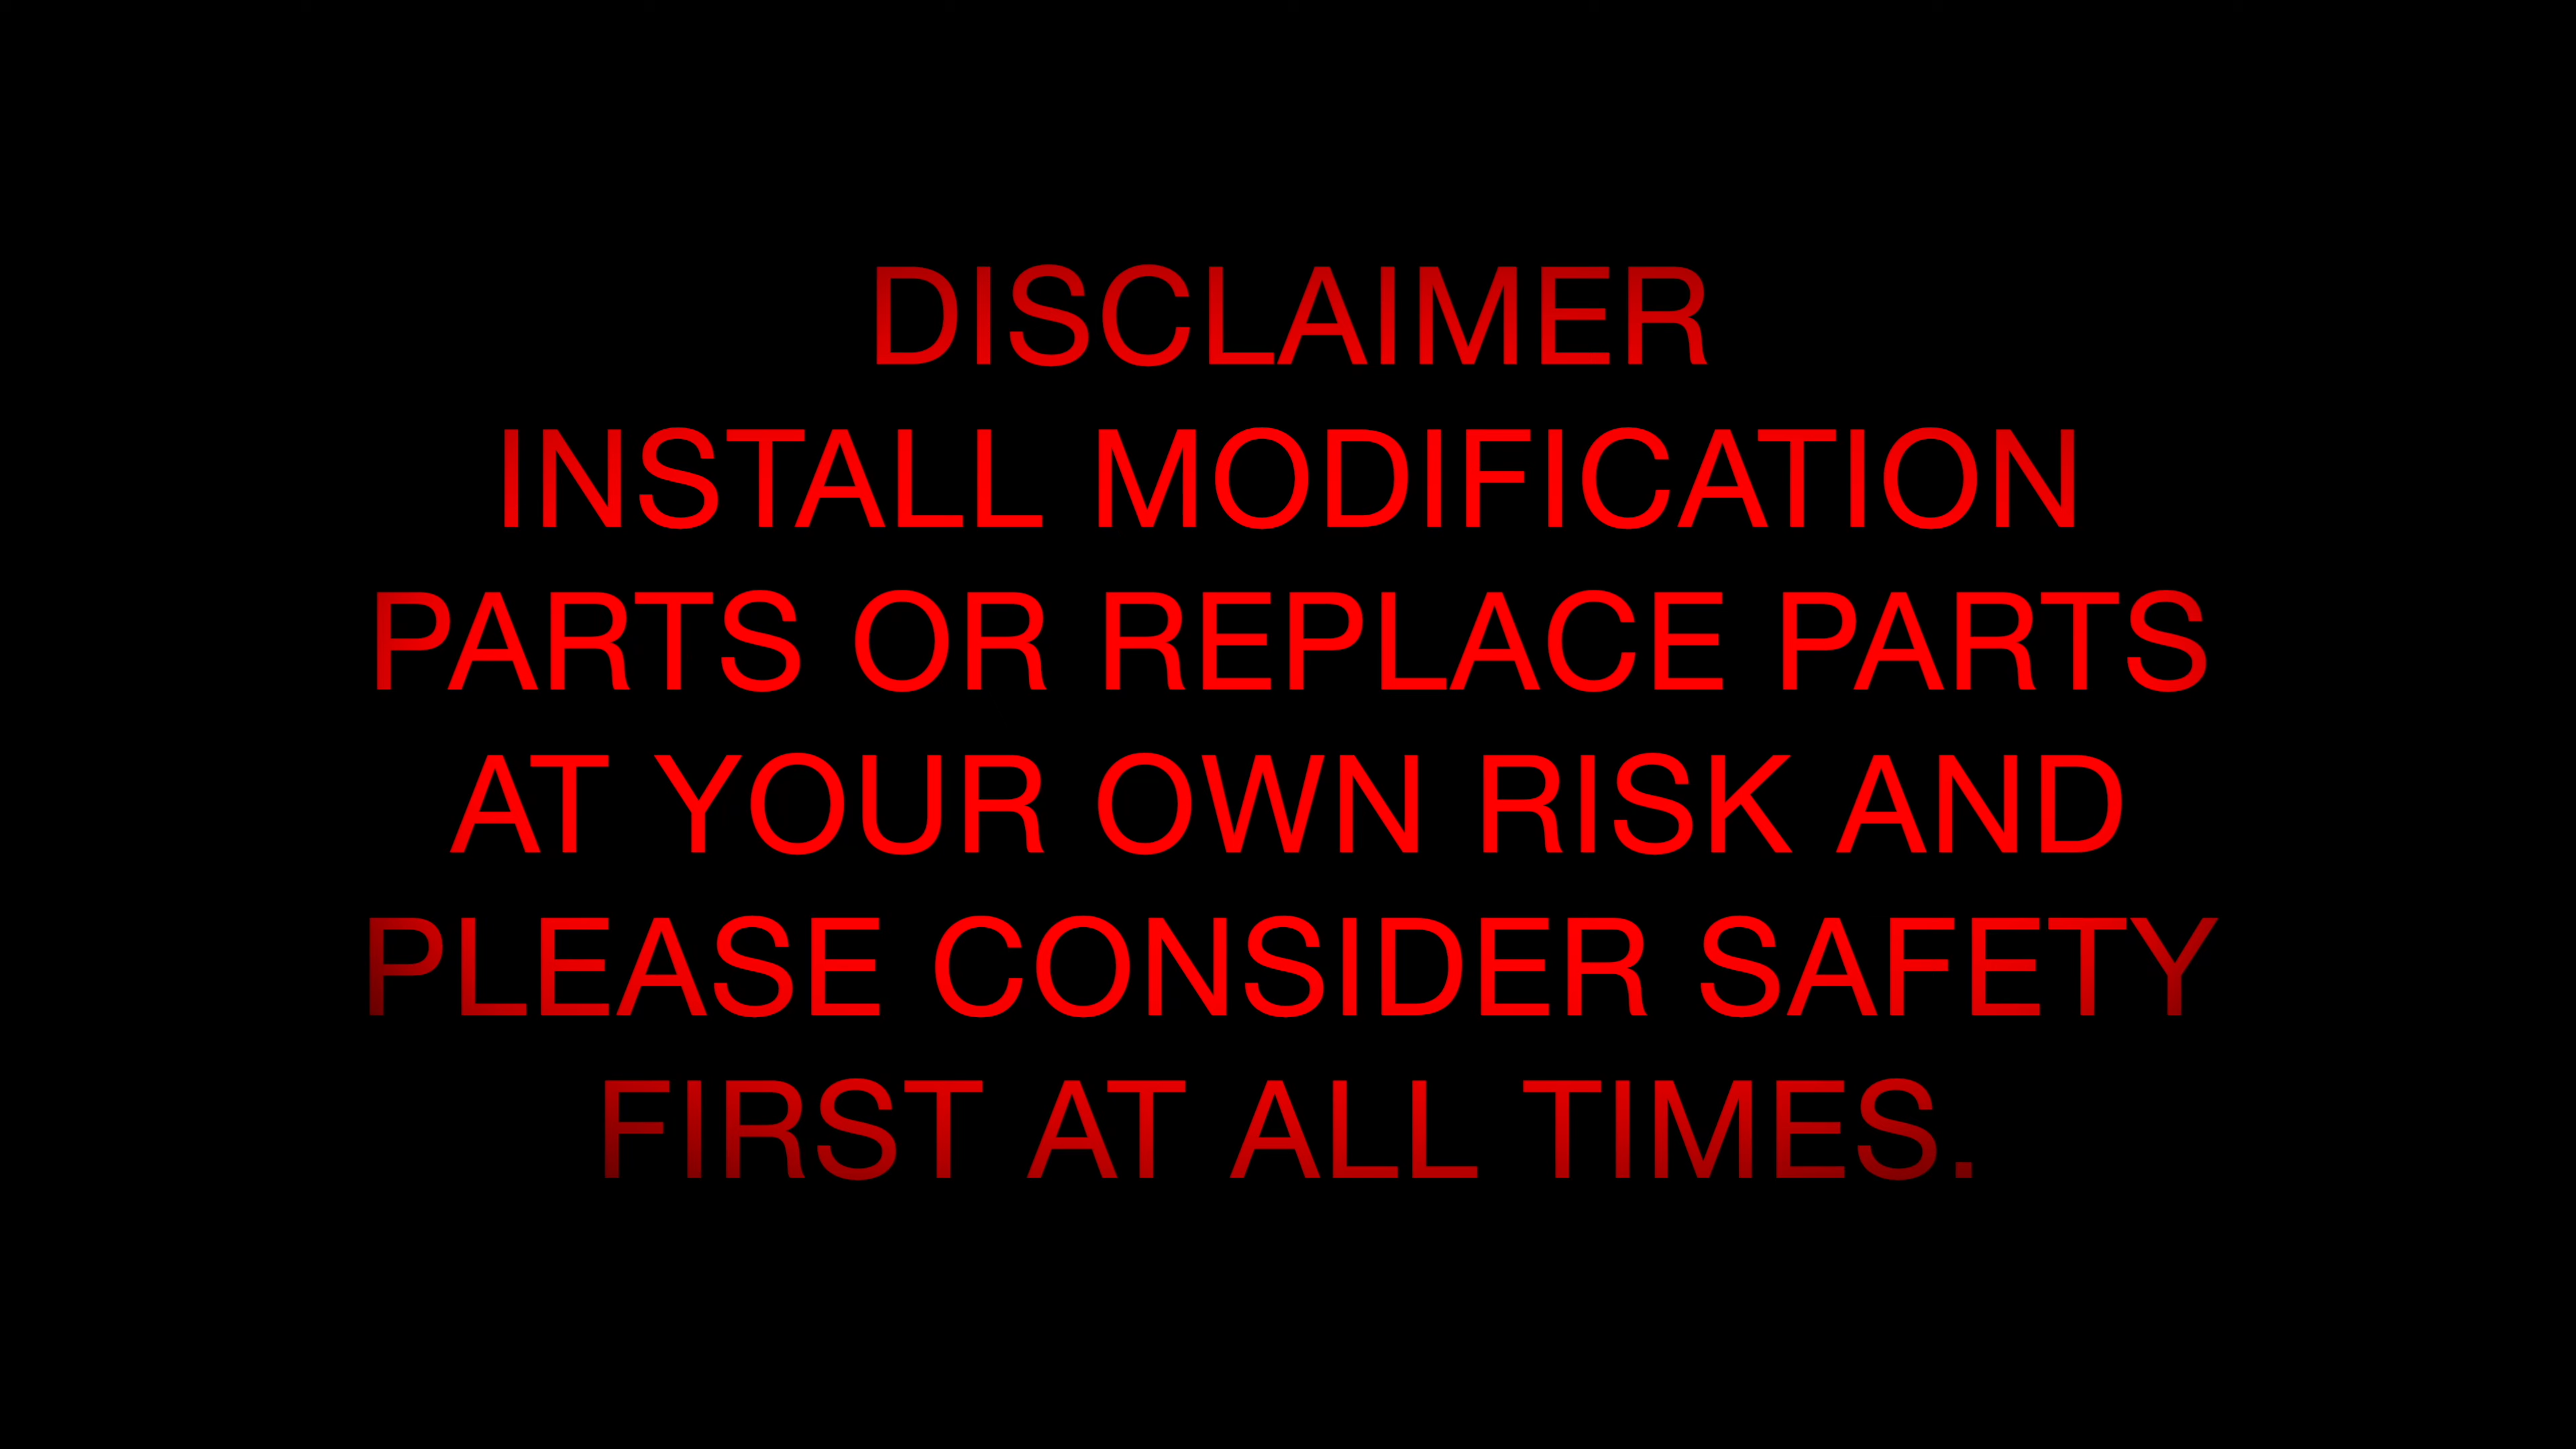 DISCLAIMER
INSTALL MODIFICATION
PARTS OR REPLACE PARTS
AT YOUR OWN RISK AND
PLEASE CONSIDER SAFETY
FIRST AT ALL TIMES.